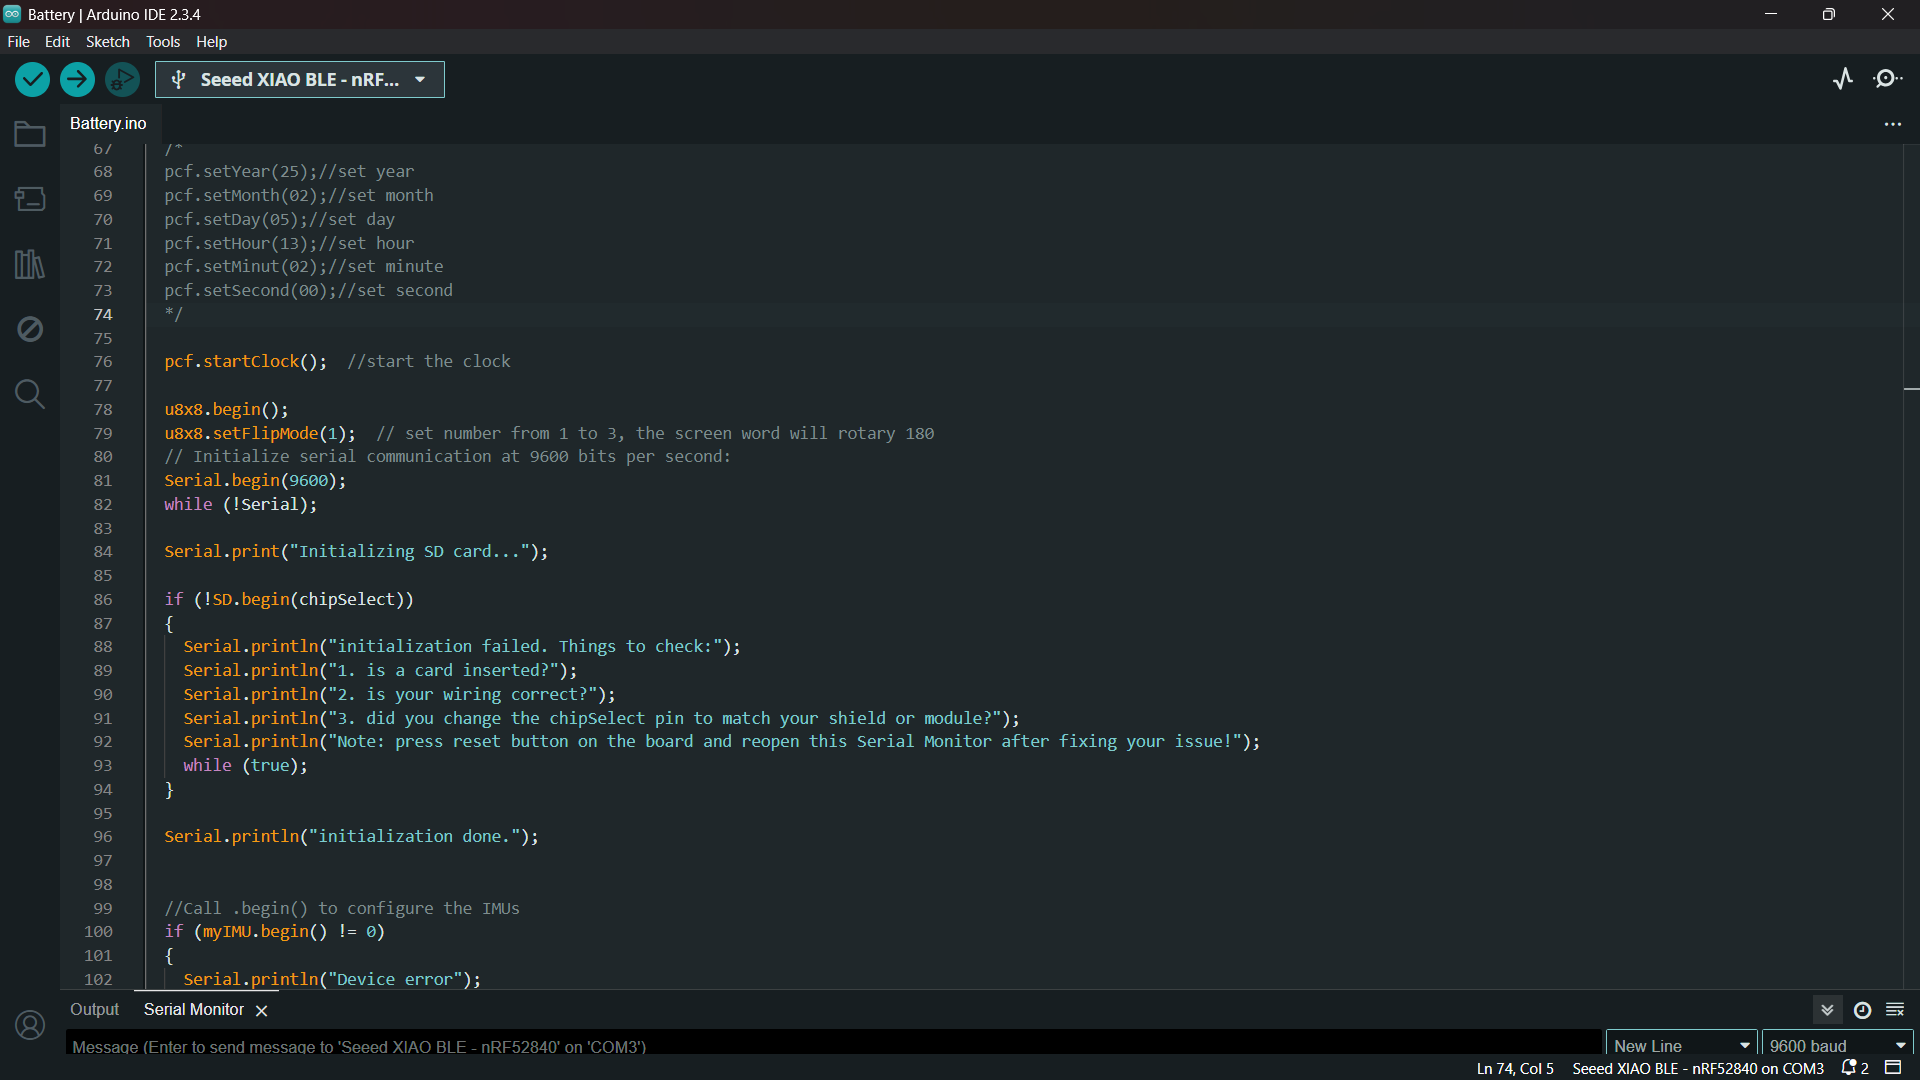 Battery | Arduino IDE 2.3.4
File Edit Sketch Tools Help
Seeed XIAO BLE - nRF...
Battery.ino
67 /*
68 pcf.setYear(25);//set year
69 pcf.setMonth(02);//set month
70 pcf.setDay(05);//set day
71 pcf.setHour(13);//set hour
72 pcf.setMinut(02);//set minute
73 pcf.setSecond(00);//set second
74 */
75
76 pcf.startClock();  //start the clock
77
78 u8x8.begin();
79 u8x8.setFlipMode(1);  // set number from 1 to 3, the screen word will rotary 180
80 // Initialize serial communication at 9600 bits per second:
81 Serial.begin(9600);
82 while (!Serial);
83
84 Serial.print("Initializing SD card...");
85
86 if (!SD.begin(chipSelect))
87 {
88 Serial.println("initialization failed. Things to check:");
89 Serial.println("1. is a card inserted?");
90 Serial.println("2. is your wiring correct?");
91 Serial.println("3. did you change the chipSelect pin to match your shield or module?");
92 Serial.println("Note: press reset button on the board and reopen this Serial Monitor after fixing your issue!");
93 while (true);
94 }
95
96 Serial.println("initialization done.");
97
98
99 //Call .begin() to configure the IMUs
100 if (myIMU.begin() != 0)
101 {
102 Serial.println("Device error");
Output Serial Monitor
Message (Enter to send message to 'Seeed XIAO BLE - nRF52840' on 'COM3') New Line 9600 baud
Ln 74, Col 5 Seeed XIAO BLE - nRF52840 on COM3 2